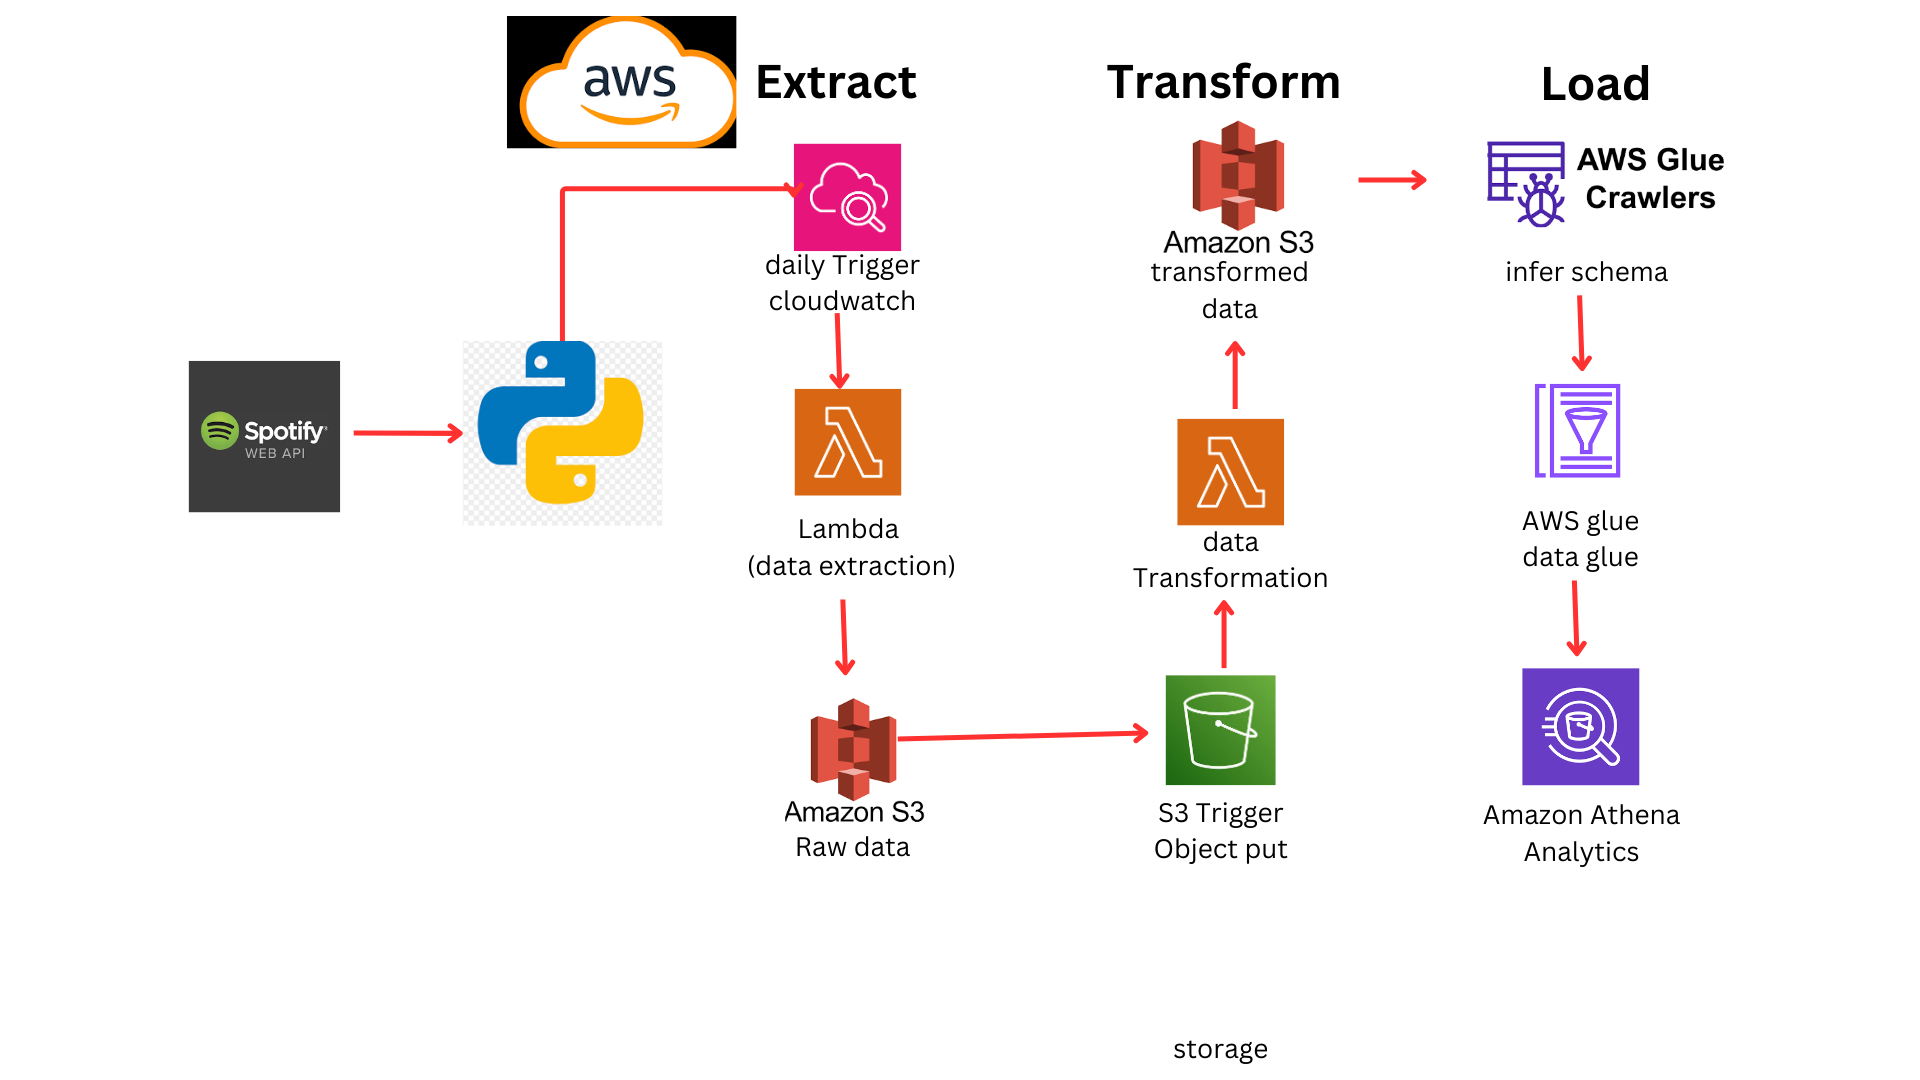 aws
Extract
Transform
Load
daily Trigger
cloudwatch
Lambda
(data extraction)
Amazon S3
Raw data
Amazon S3
transformed
data
data
Transformation
S3 Trigger
Object put
AWS Glue
Crawlers
infer schema
AWS glue
data glue
Amazon Athena
Analytics
Spotify
WEB API
storage